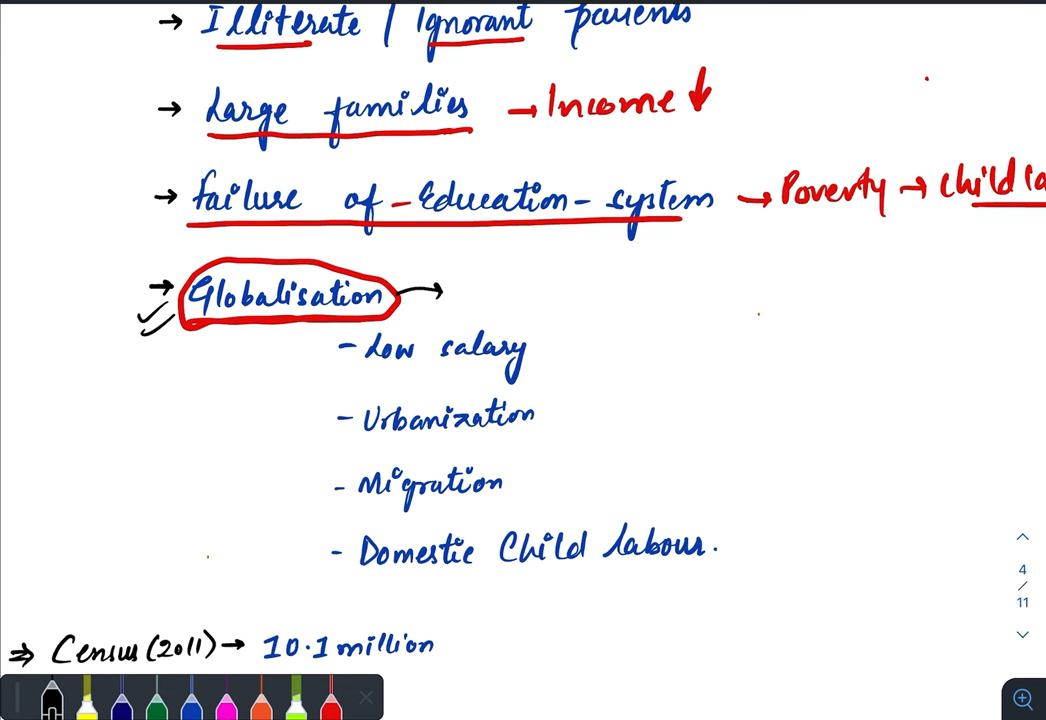 → Illiterate / Ignorant parents
→ Large families → Income ↓
→ failure of - Education - system → Poverty → child la
→ Globalisation →
- Low salary
- Urbanization
- Migration
- Domestic Child labour.
4
/
11
⇒ Census (2011) → 10.1 million